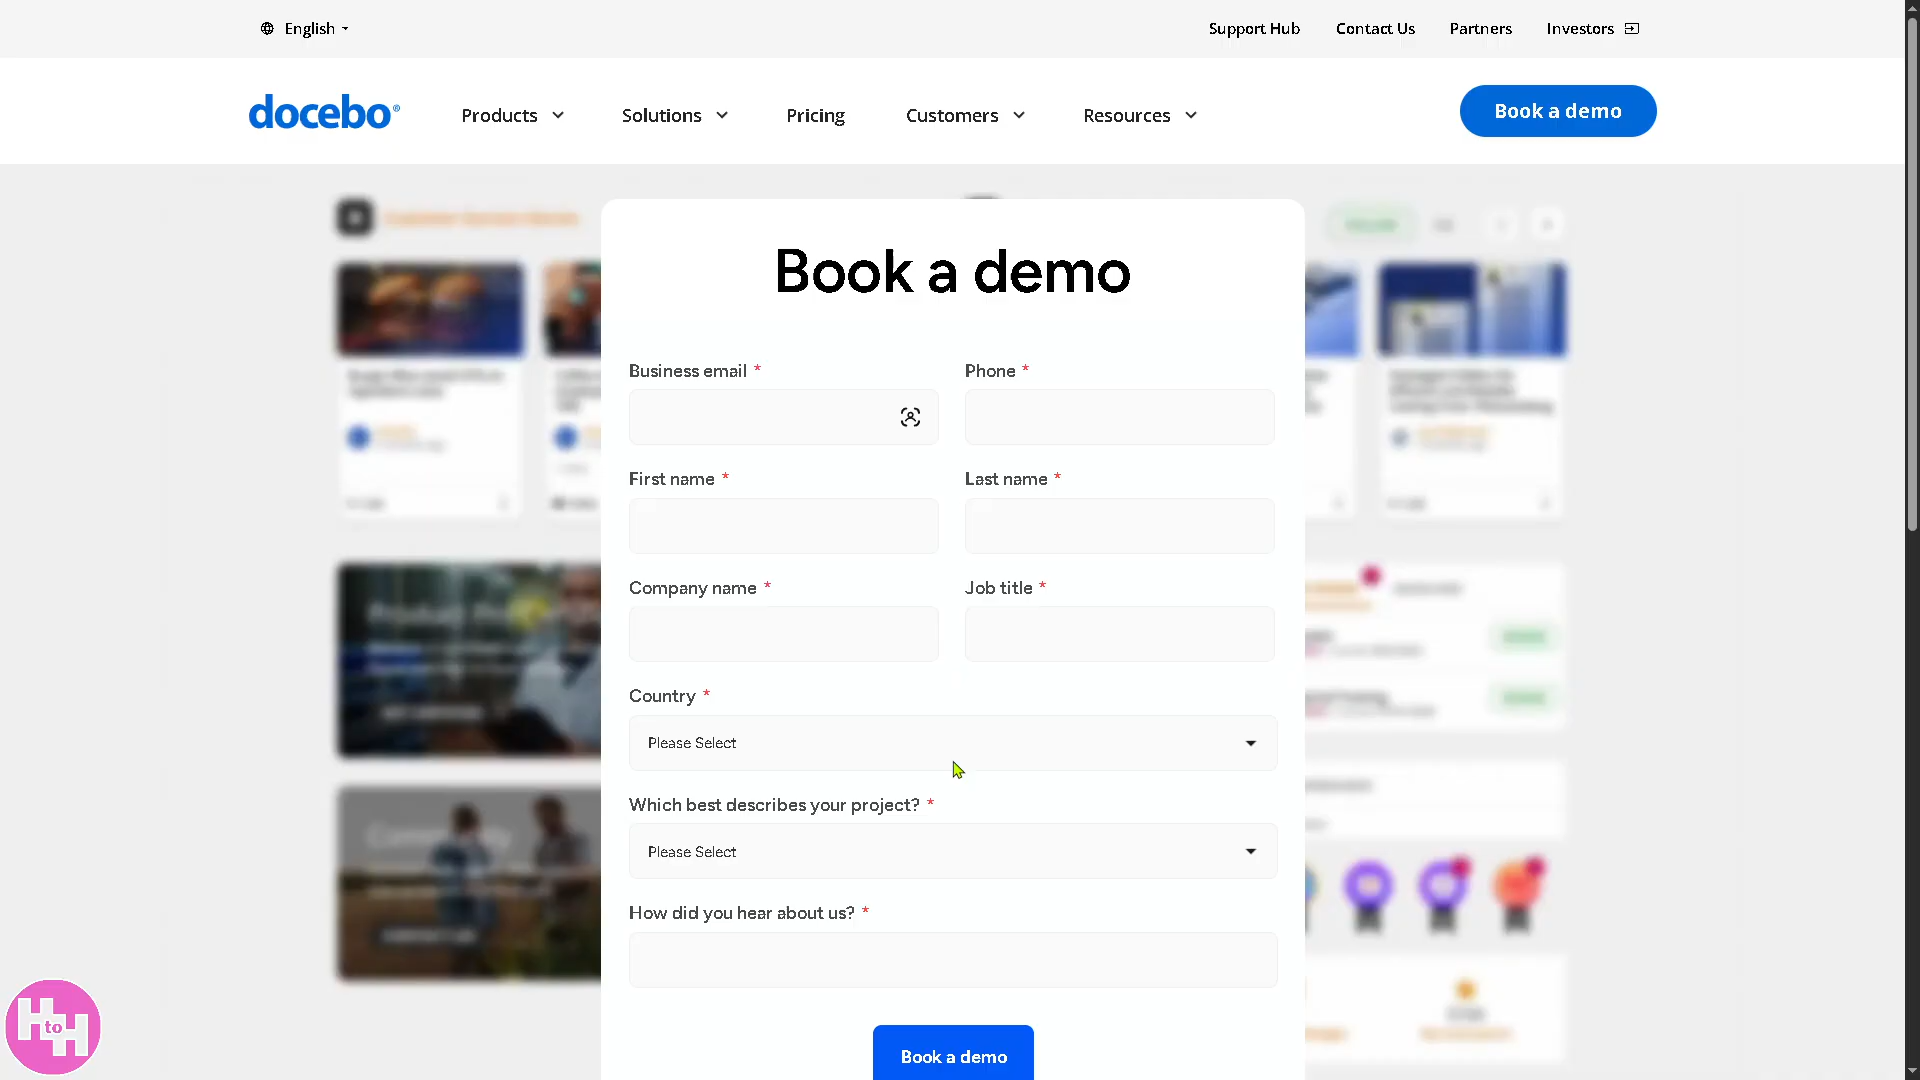 English
Support Hub
Contact Us
Partners
Investors
docebo®
Products
Solutions
Pricing
Customers
Resources
Book a demo
Book a demo
Business email *
Phone *
First name *
Last name *
Company name *
Job title *
Country *
Please Select
Which best describes your project? *
Please Select
How did you hear about us? *
Book a demo
H to H